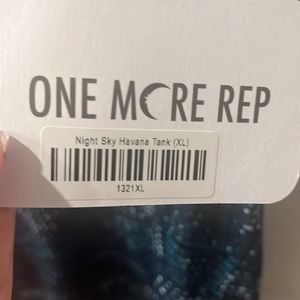 ONE MORE REP
Night Sky Havana Tank (XL)
1321XL